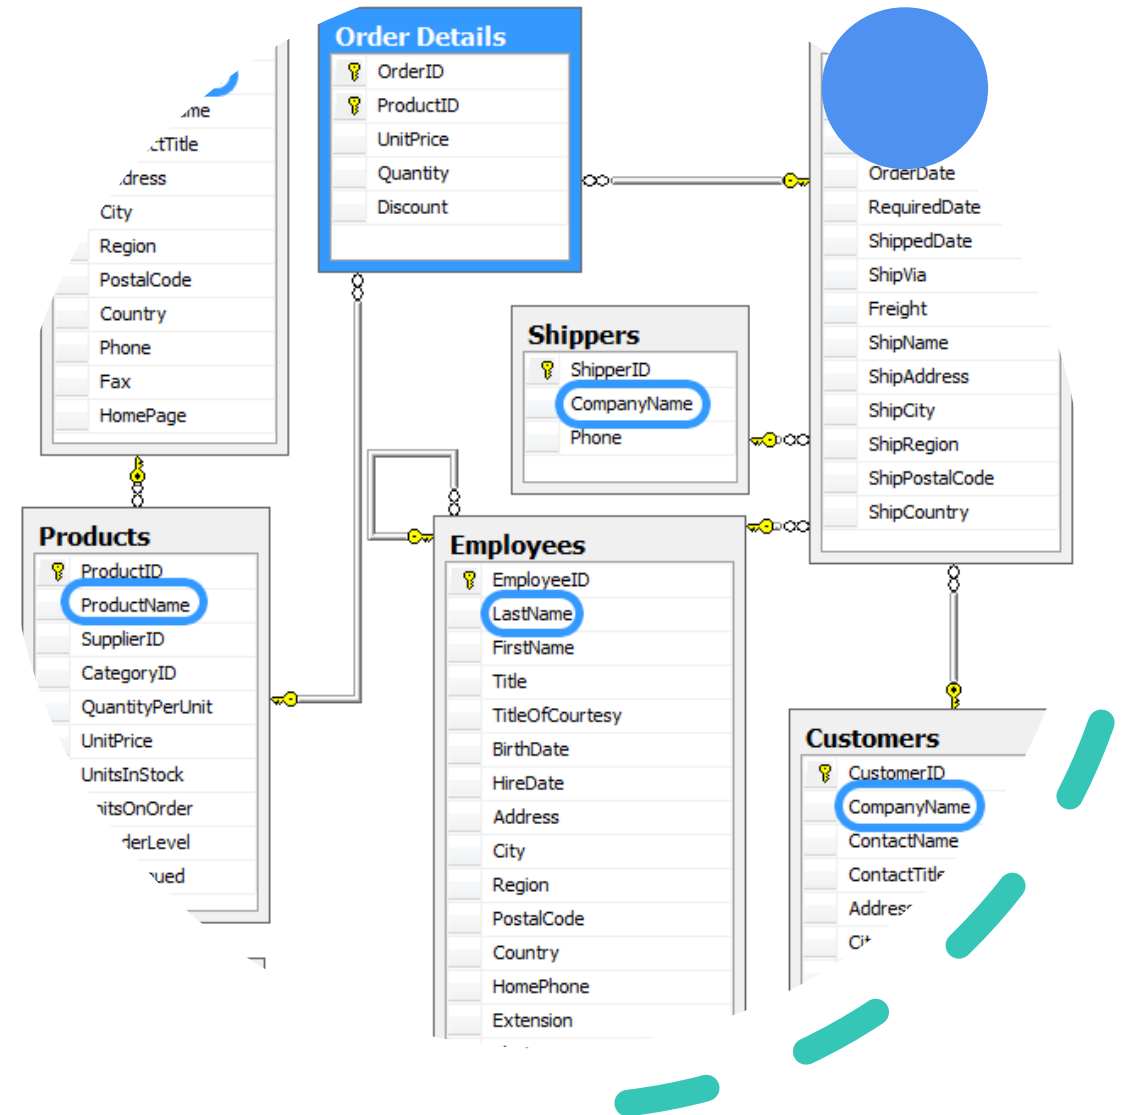 Order Details
OrderID
ProductID
UnitPrice
Quantity
Discount
City
Region
PostalCode
Country
Phone
Fax
HomePage
OrderDate
RequiredDate
ShippedDate
ShipVia
Freight
ShipName
ShipAddress
ShipCity
ShipRegion
ShipPostalCode
ShipCountry
Shippers
ShipperID
CompanyName
Phone
Products
ProductID
ProductName
SupplierID
CategoryID
QuantityPerUnit
UnitPrice
UnitsInStock
Employees
EmployeeID
LastName
FirstName
Title
TitleOfCourtesy
BirthDate
HireDate
Address
City
Region
PostalCode
Country
HomePhone
Extension
Customers
CustomerID
CompanyName
ContactName